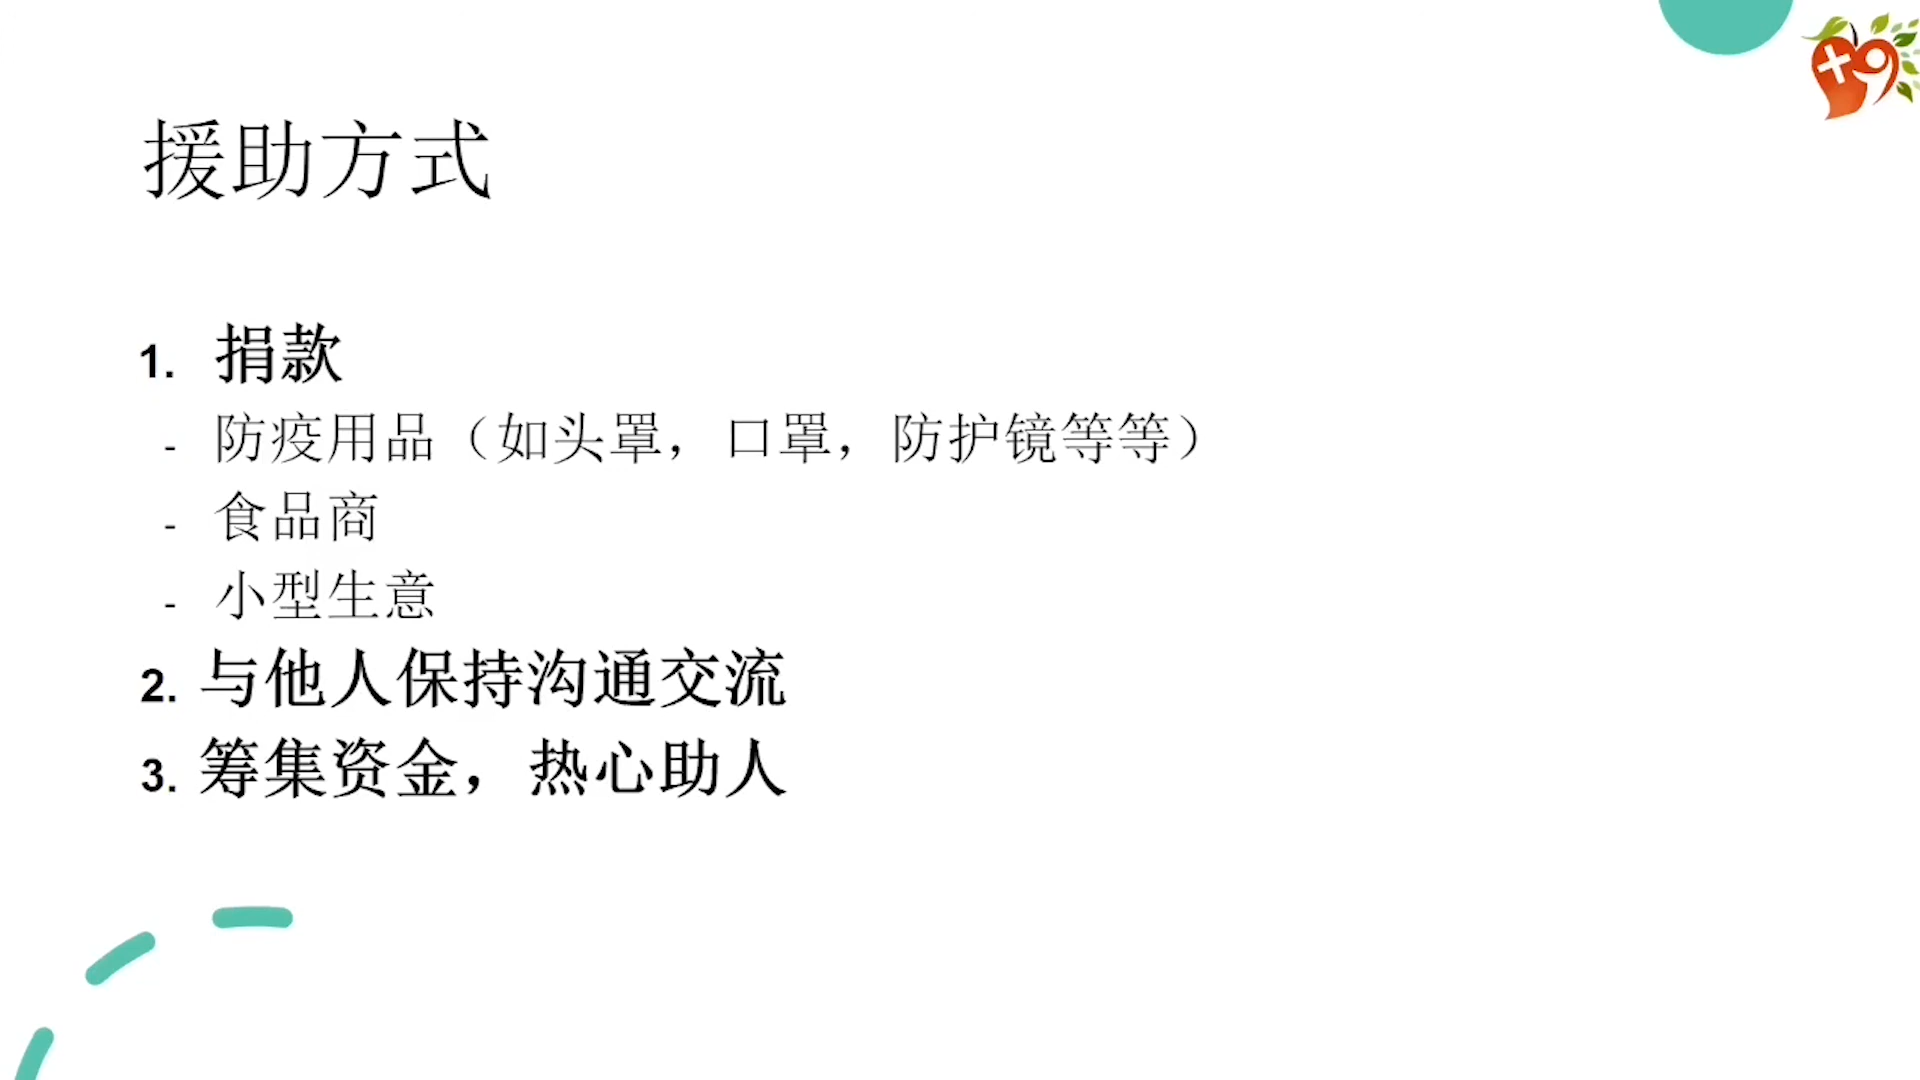 援助方式
1. 捐款
- 防疫用品（如头罩，口罩，防护镜等等）
- 食品商
- 小型生意
2. 与他人保持沟通交流
3. 筹集资金，热心助人